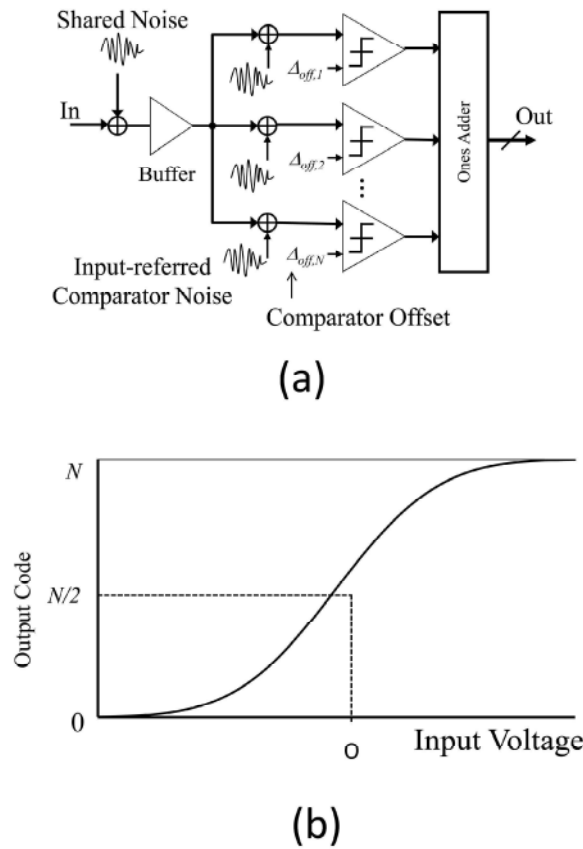 Shared Noise
In
Buffer
Δoff,1
Δoff,2
...
Δoff,N
Ones Adder
Out
Input-referred
Comparator Noise
Comparator Offset
(a)
N
N/2
0
Output Code
O
Input Voltage
(b)